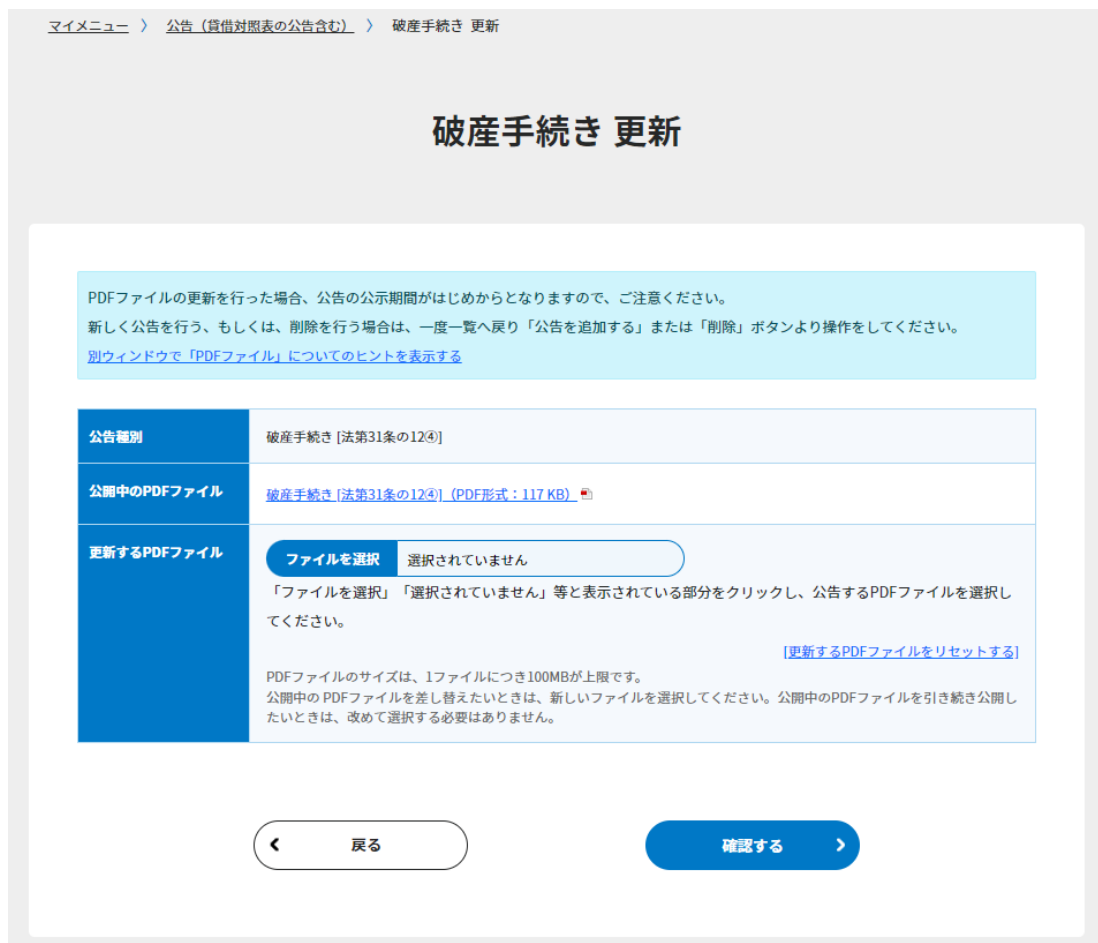 マイメニュー 〉 公告（貸借対照表の公告含む） 〉 破産手続き 更新
破産手続き 更新
PDFファイルの更新を行った場合、公告の公示期間がはじめからとなりますので、ご注意ください。
新しく公告を行う、もしくは、削除を行う場合は、一度一覧へ戻り「公告を追加する」または「削除」ボタンより操作をしてください。
別ウィンドウで「PDFファイル」についてのヒントを表示する
公告種別
破産手続き [法第31条の12④]
公開中のPDFファイル
破産手続き [法第31条の12④]（PDF形式：117 KB）
更新するPDFファイル
ファイルを選択 選択されていません
「ファイルを選択」「選択されていません」等と表示されている部分をクリックし、公告するPDFファイルを選択し
てください。
[更新するPDFファイルをリセットする]
PDFファイルのサイズは、1ファイルにつき100MBが上限です。
公開中の PDFファイルを差し替えたいときは、新しいファイルを選択してください。公開中のPDFファイルを引き続き公開し
たいときは、改めて選択する必要はありません。
戻る
確認する